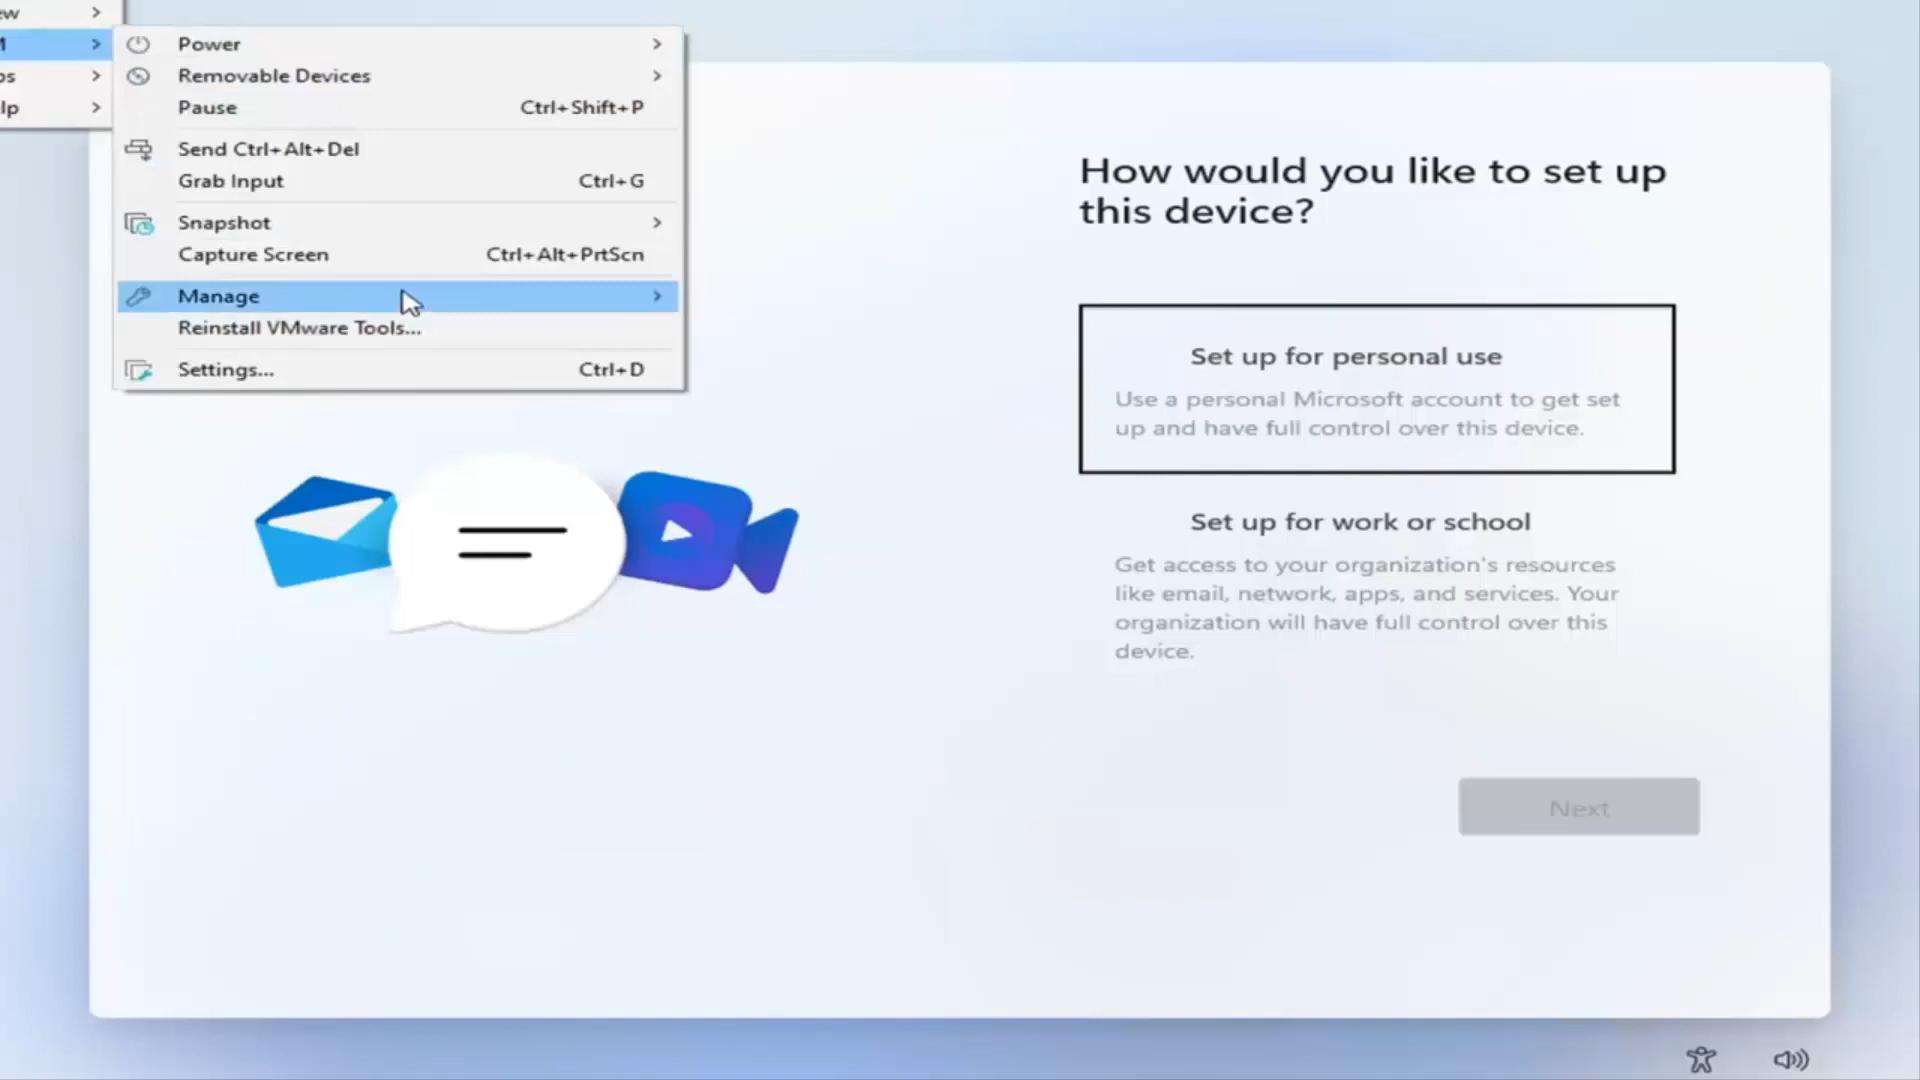 Power
Removable Devices
Pause Ctrl+Shift+P
Send Ctrl+Alt+Del
Grab Input Ctrl+G
Snapshot
Capture Screen Ctrl+Alt+PrtScn
Manage
Reinstall VMware Tools...
Settings... Ctrl+D
How would you like to set up
this device?
Set up for personal use
Use a personal Microsoft account to get set
up and have full control over this device.
Set up for work or school
Get access to your organization's resources
like email, network, apps, and services. Your
organization will have full control over this
device.
Next